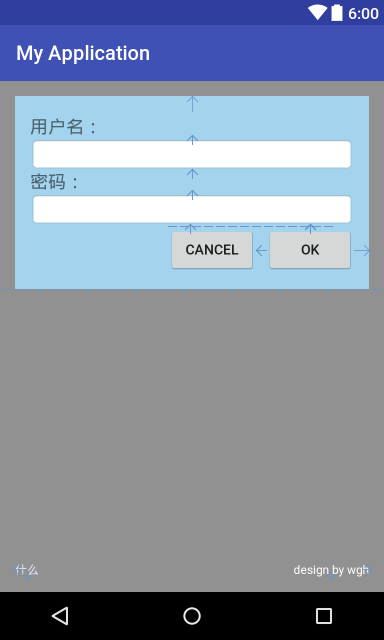 6:00
My Application
用户名：
密码：
CANCEL OK
什么 design by wgh